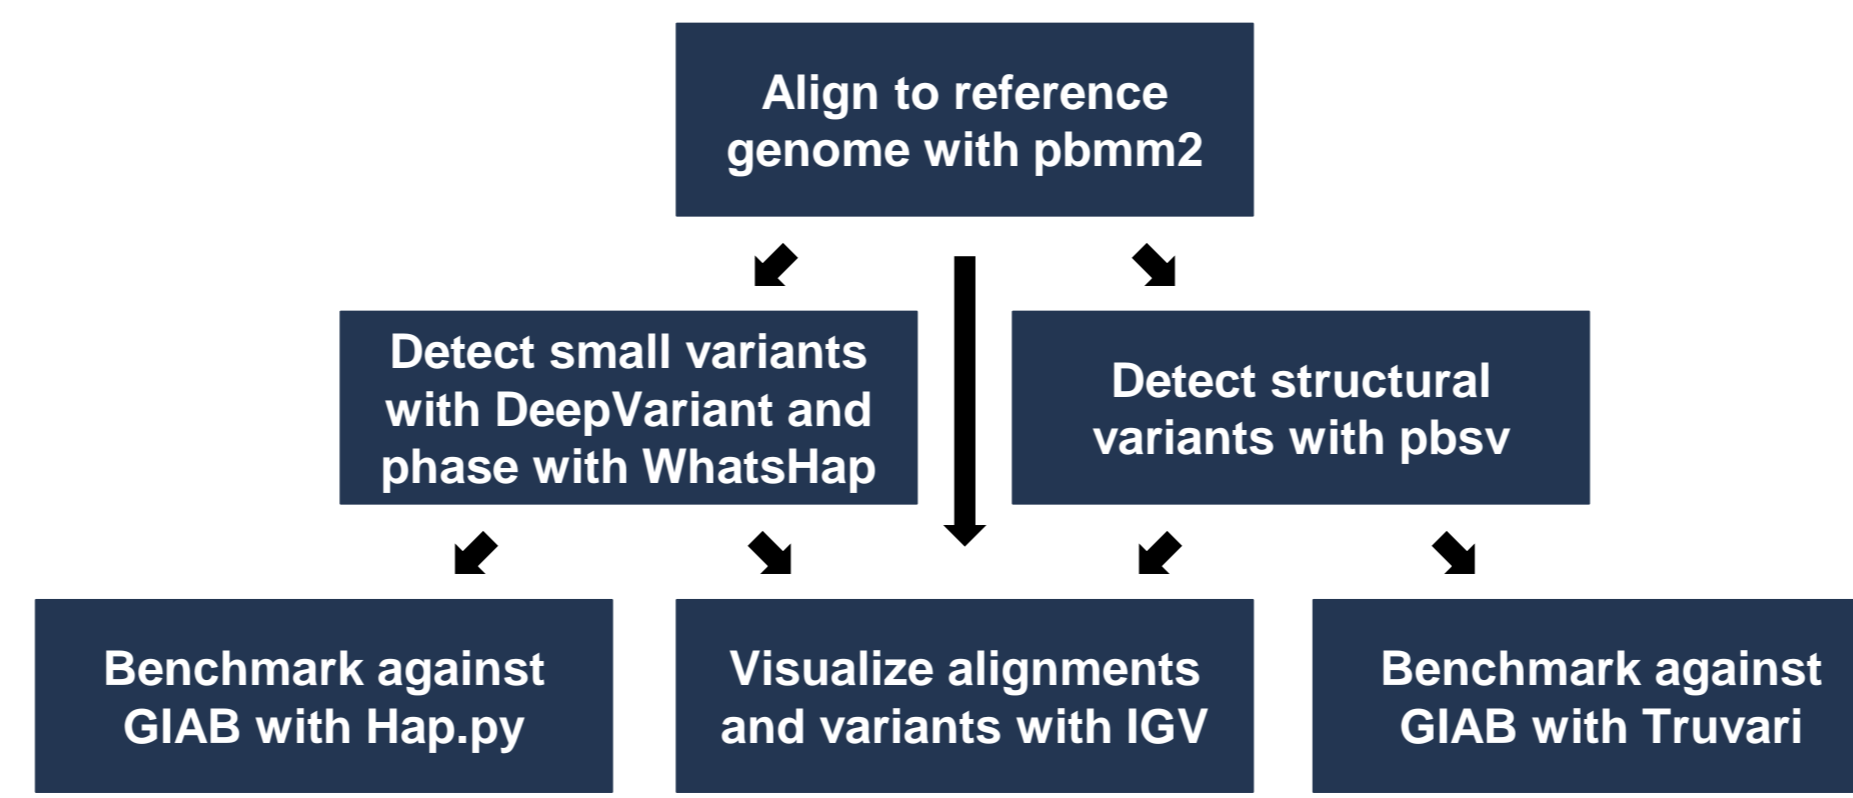 Align to reference
genome with pbmm2
Detect small variants
with DeepVariant and
phase with WhatsHap
Detect structural
variants with pbsv
Benchmark against
GIAB with Hap.py
Visualize alignments
and variants with IGV
Benchmark against
GIAB with Truvari